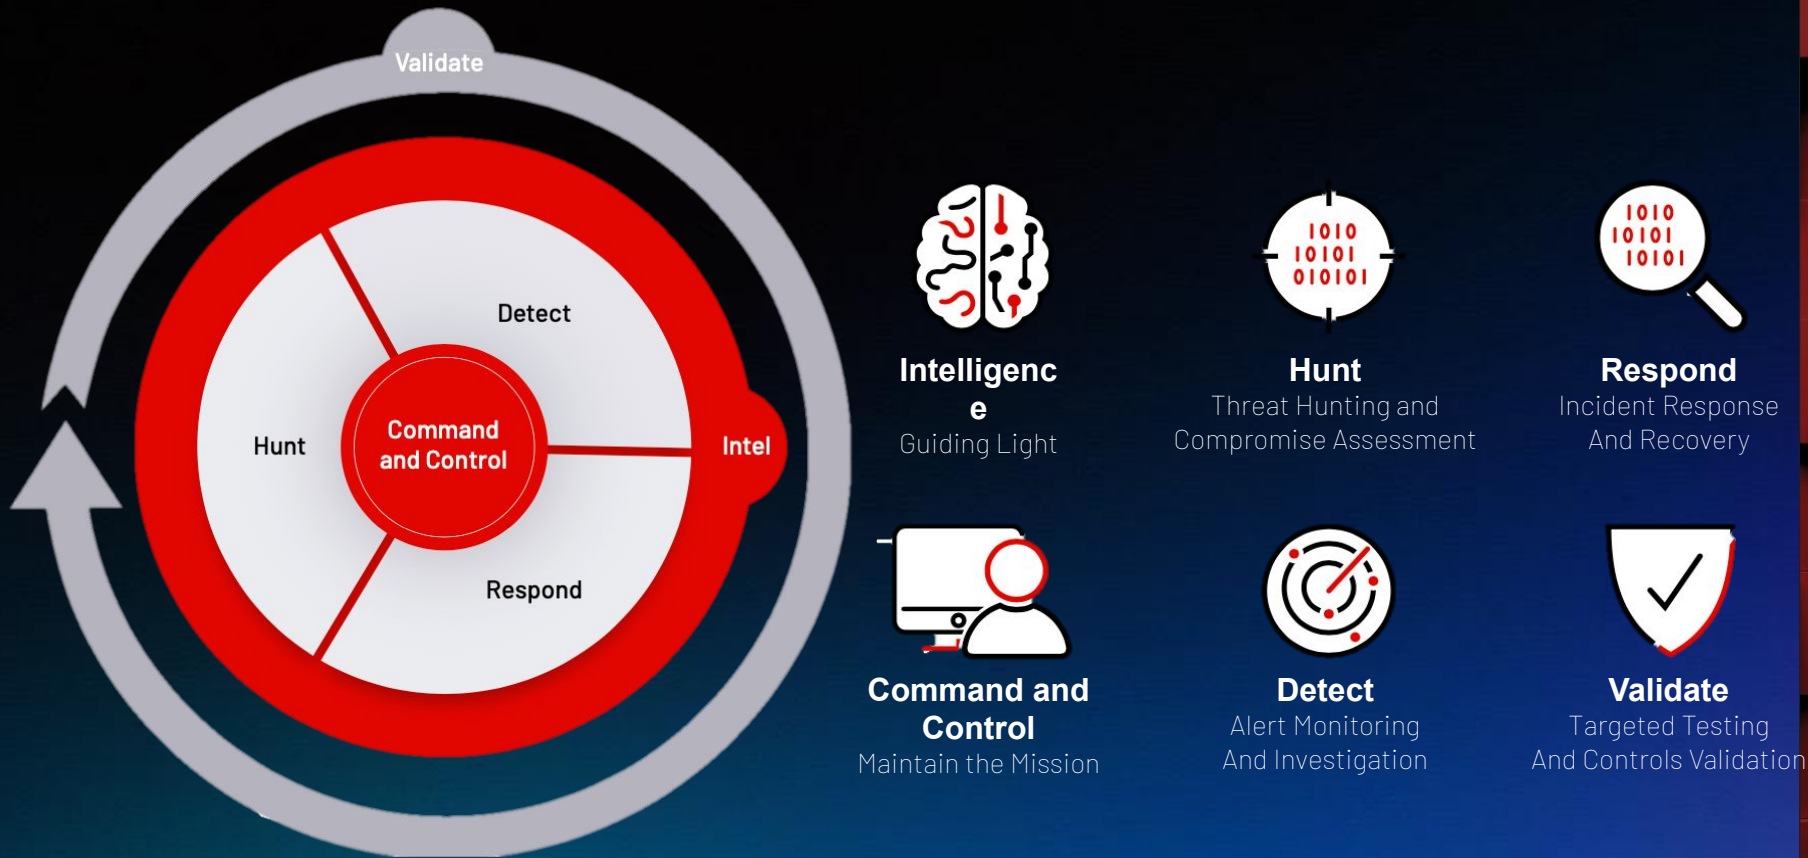 Validate
Detect
Hunt
Command
and Control
Intel
Respond
1010
10101
010101
1010
10101
10101
Intelligenc
e
Guiding Light
Hunt
Threat Hunting and
Compromise Assessment
Respond
Incident Response
And Recovery
Command and
Control
Maintain the Mission
Detect
Alert Monitoring
And Investigation
Validate
Targeted Testing
And Controls Validation